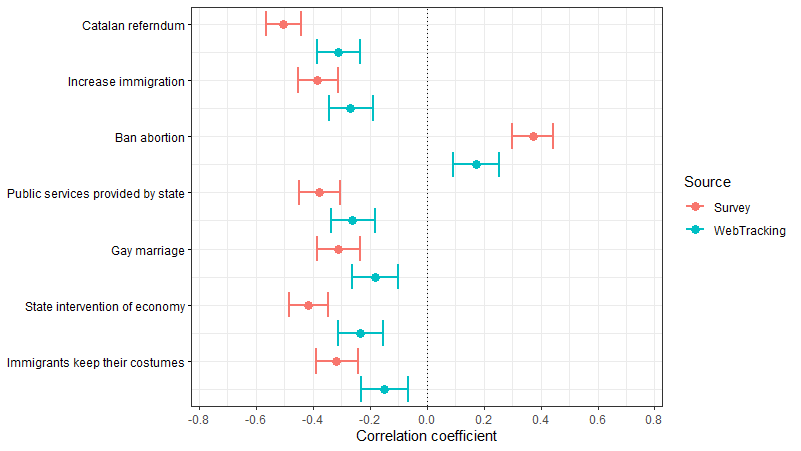 Catalan referndum
Increase immigration
Ban abortion
Public services provided by state
Gay marriage
State intervention of economy
Immigrants keep their costumes
-0.8 -0.6 -0.4 -0.2 0.0 0.2 0.4 0.6 0.8
Correlation coefficient
Source
Survey
WebTracking